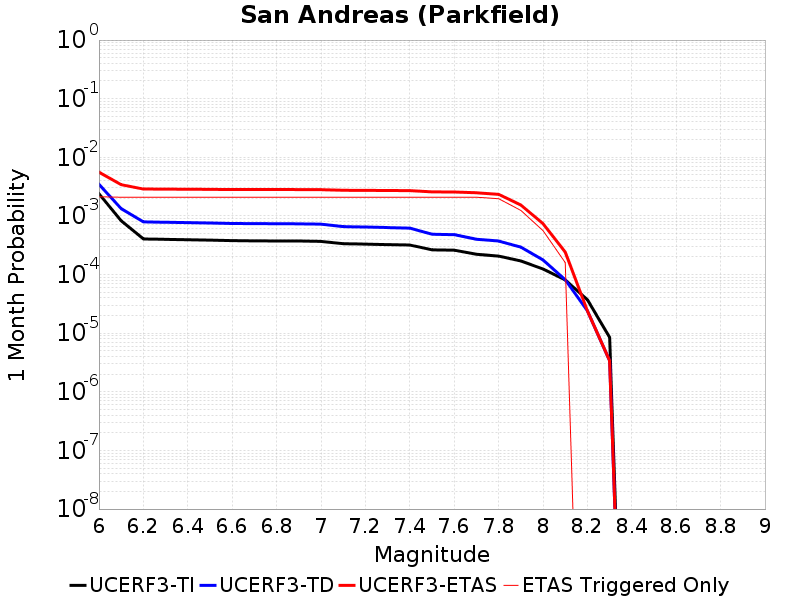 San Andreas (Parkfield)
1 Month Probability
10^0
10^-1
10^-2
10^-3
10^-4
10^-5
10^-6
10^-7
10^-8
6 6.2 6.4 6.6 6.8 7 7.2 7.4 7.6 7.8 8 8.2 8.4 8.6 8.8 9
Magnitude
UCERF3-TI UCERF3-TD UCERF3-ETAS ETAS Triggered Only